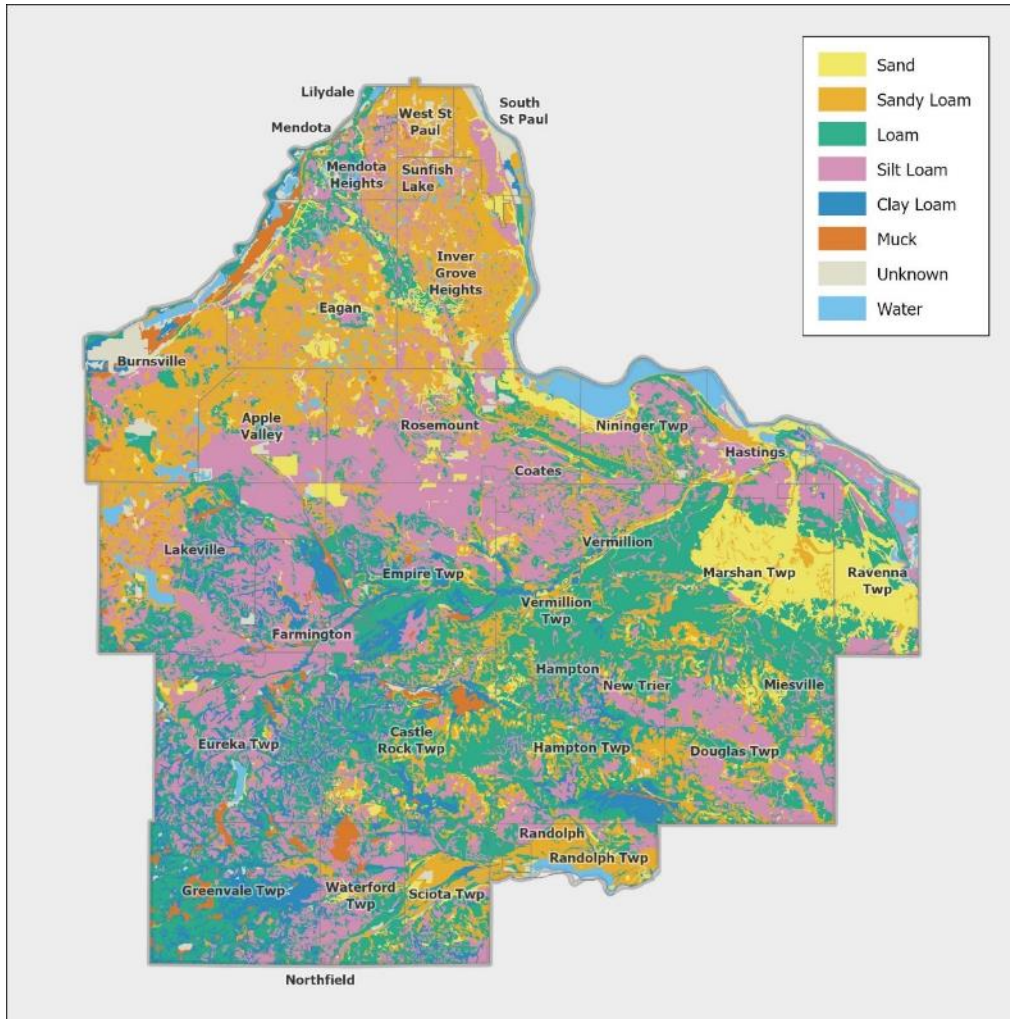 Sand
Sandy Loam
Loam
Silt Loam
Clay Loam
Muck
Unknown
Water
Lilydale
South
St Paul
West St
Paul
Mendota
Mendota
Heights
Sunfish
Lake
Inver
Grove
Heights
Eagan
Burnsville
Apple
Valley
Rosemount
Nininger Twp
Hastings
Coates
Lakeville
Vermillion
Empire Twp
Marshan Twp
Ravenna
Twp
Vermillion
Twp
Farmington
Hampton
New Trier
Miesville
Eureka Twp
Castle
Rock Twp
Hampton Twp
Douglas Twp
Randolph
Randolph Twp
Greenvale Twp
Waterford
Twp
Sciota Twp
Northfield